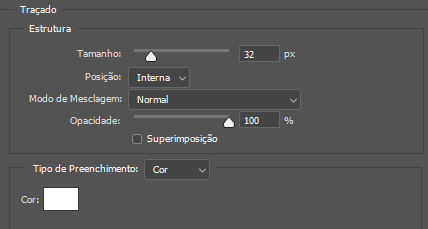 Traçado
Estrutura
Tamanho: 32 px
Posição: Interna
Modo de Mesclagem: Normal
Opacidade: 100 %
Superimposição
Tipo de Preenchimento: Cor
Cor: